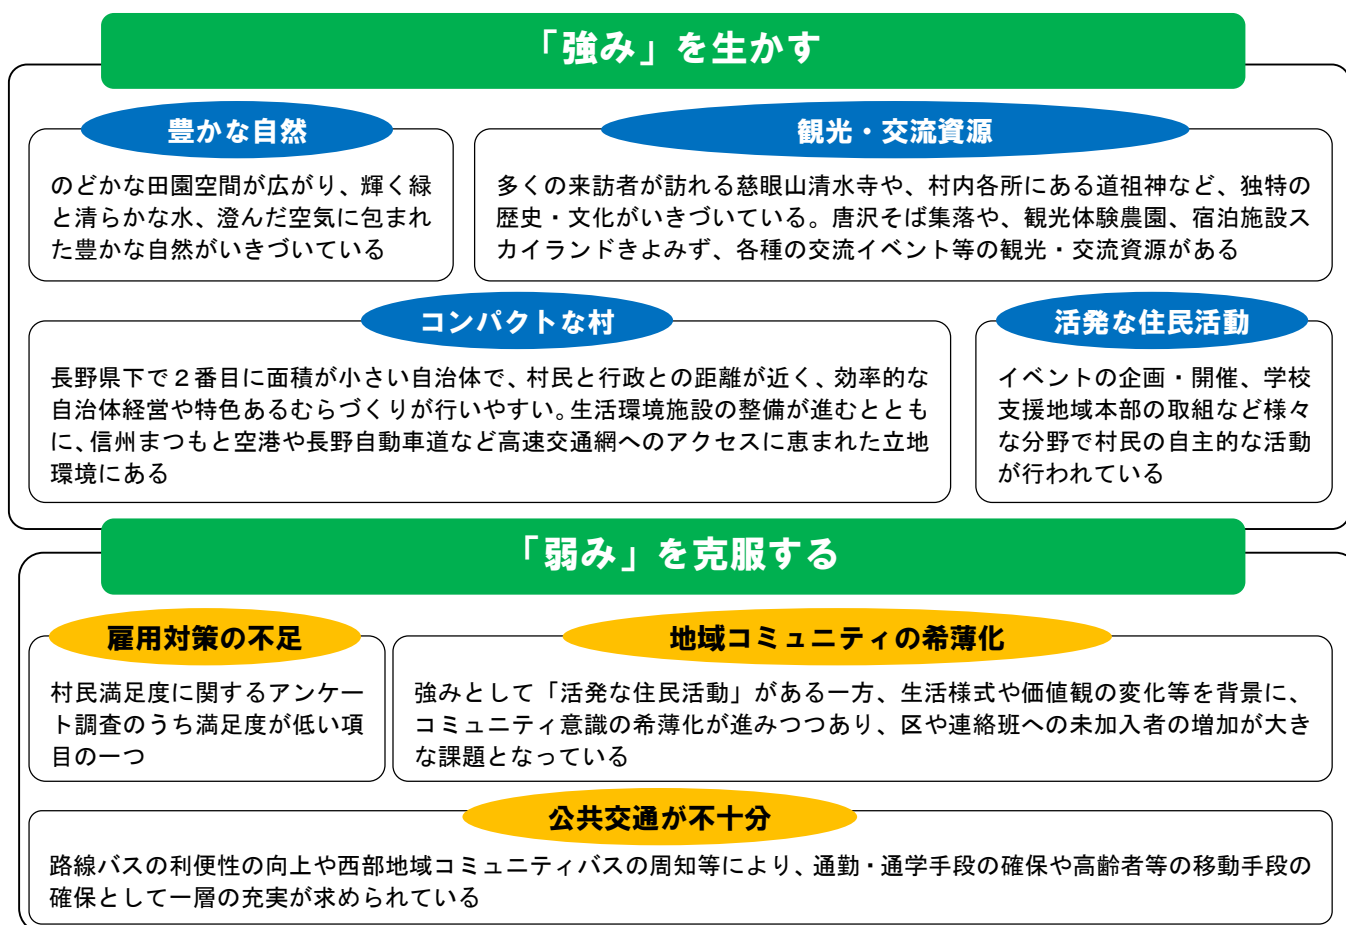 「強み」を生かす
豊かな自然
のどかな田園空間が広がり、輝く緑
と清らかな水、澄んだ空気に包まれ
た豊かな自然がいきづいている
観光・交流資源
多くの来訪者が訪れる慈眼山清水寺や、村内各所にある道祖神など、独特の
歴史・文化がいきづいている。唐沢そば集落や、観光体験農園、宿泊施設ス
カイランドきよみず、各種の交流イベント等の観光・交流資源がある
コンパクトな村
長野県下で２番目に面積が小さい自治体で、村民と行政との距離が近く、効率的な
自治体経営や特色あるむらづくりが行いやすい。生活環境施設の整備が進むととも
に、信州まつもと空港や長野自動車道など高速交通網へのアクセスに恵まれた立地
環境にある
活発な住民活動
イベントの企画・開催、学校
支援地域本部の取組など様々
な分野で村民の自主的な活動
が行われている
「弱み」を克服する
雇用対策の不足
村民満足度に関するアンケー
ト調査のうち満足度が低い項
目の一つ
地域コミュニティの希薄化
強みとして「活発な住民活動」がある一方、生活様式や価値観の変化等を背景に、
コミュニティ意識の希薄化が進みつつあり、区や連絡班への未加入者の増加が大き
な課題となっている
公共交通が不十分
路線バスの利便性の向上や西部地域コミュニティバスの周知等により、通勤・通学手段の確保や高齢者等の移動手段の
確保として一層の充実が求められている